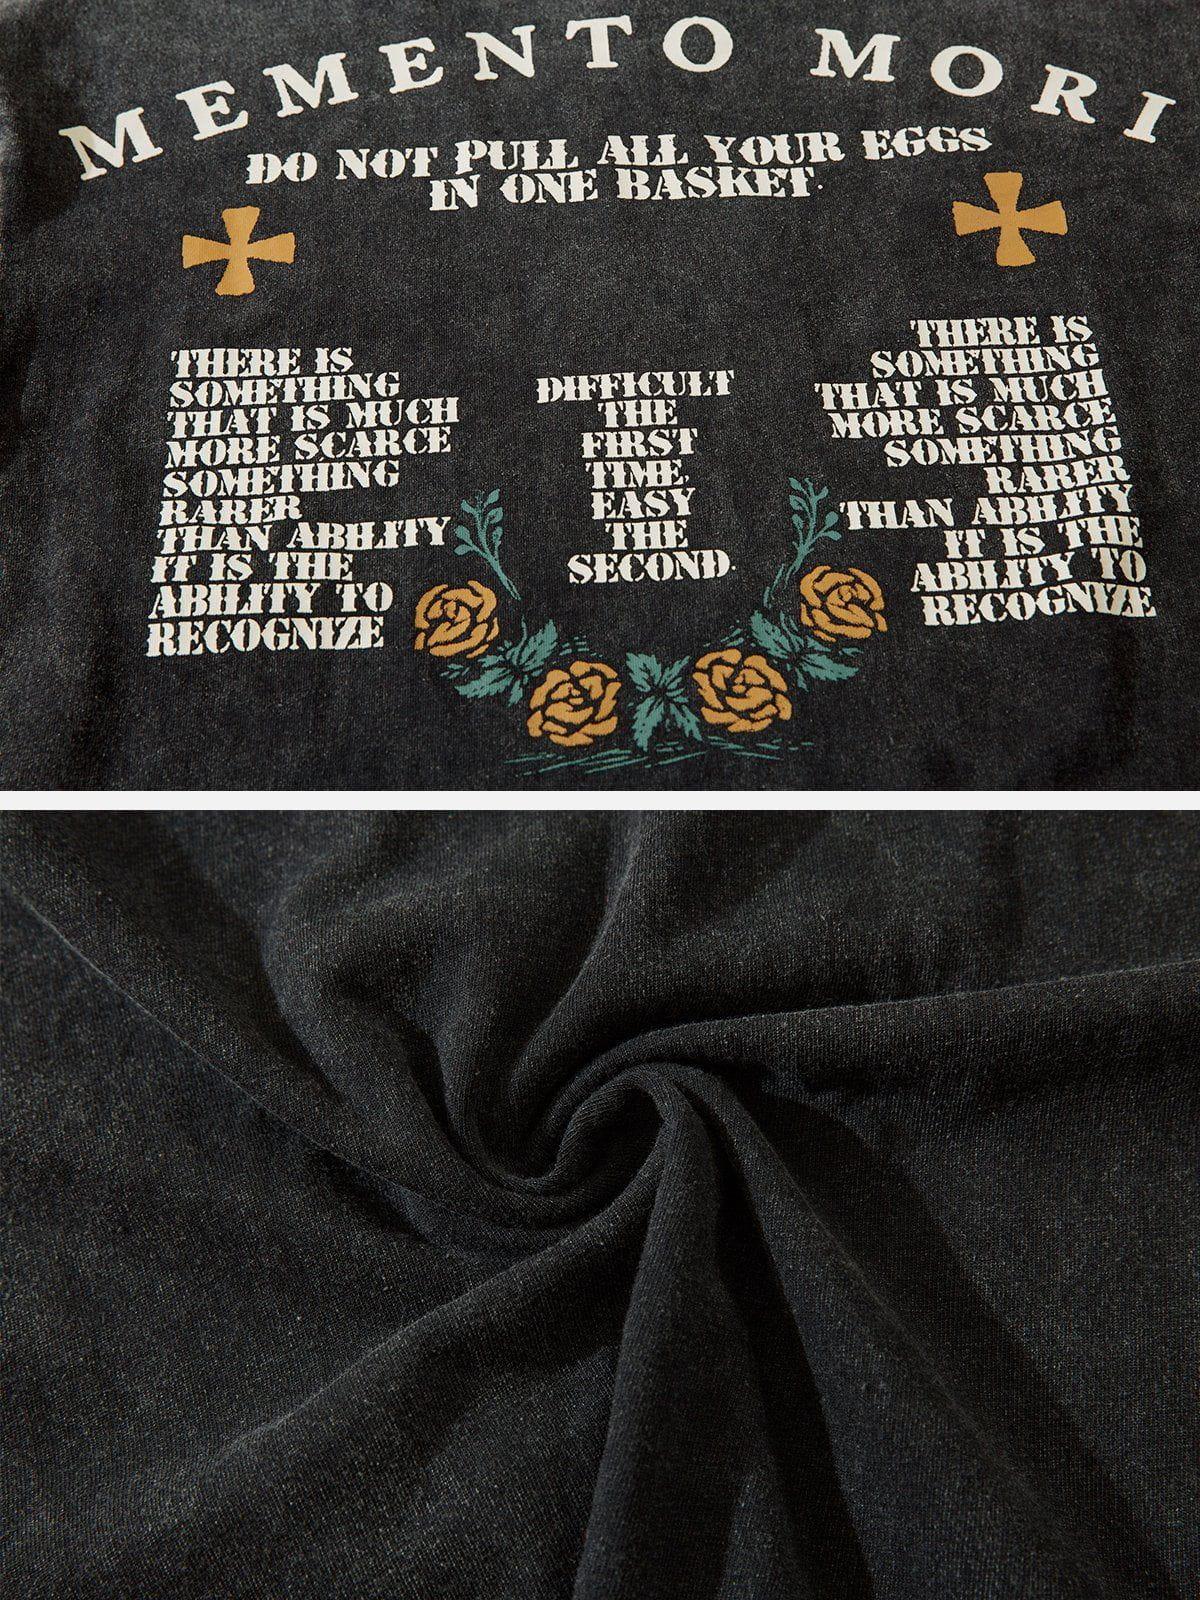 MEMENTO MORI
DO NOT PULL ALL YOUR EGGS
IN ONE BASKET.
THERE IS
SOMETHING
THAT IS MUCH
MORE SCARCE
SOMETHING
RARER
THAN ABILITY
IT IS THE
ABILITY TO
RECOGNIZE
DIFFICULT
THE
FIRST
TIME
EASY
THE
SECOND.
THERE IS
SOMETHING
THAT IS MUCH
MORE SCARCE
SOMETHING
RARER
THAN ABILITY
IT IS THE
ABILITY TO
RECOGNIZE